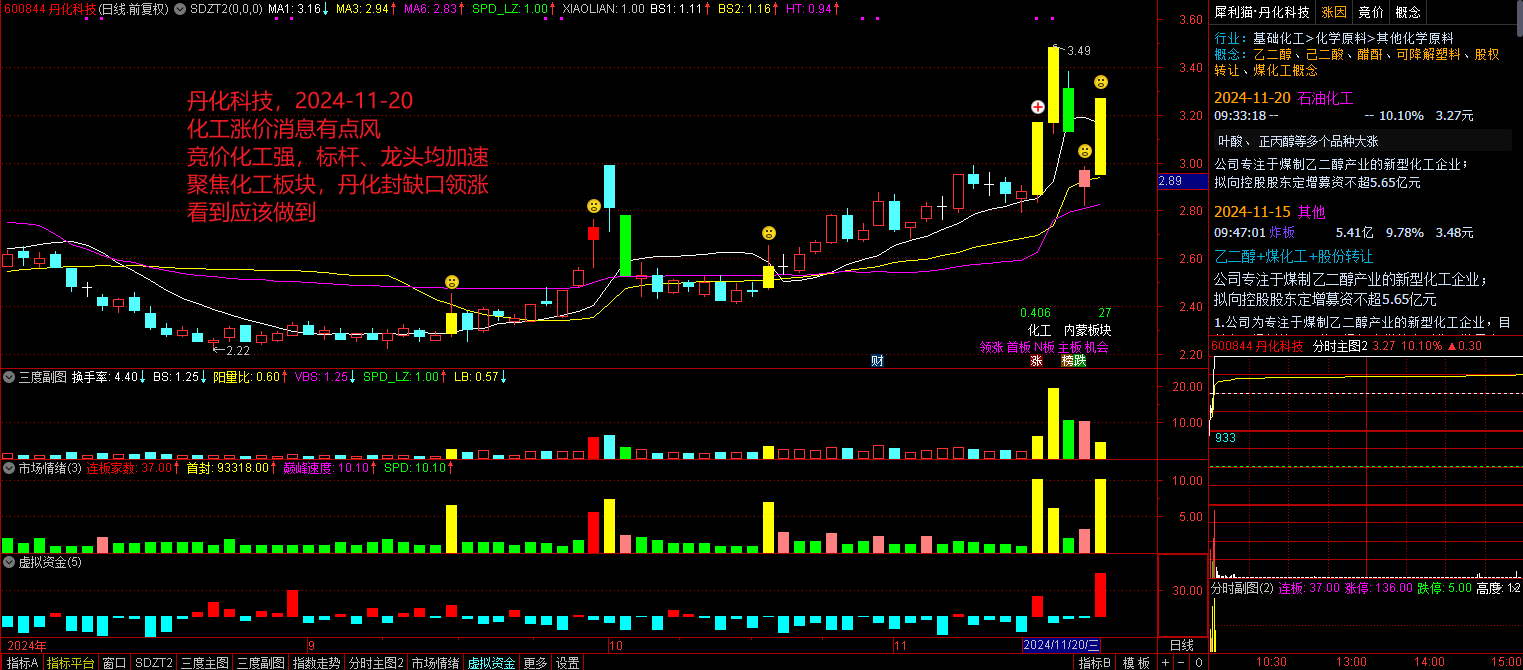 600844 丹化科技(日线.前复权) SDZT2(0,0,0) MA1: 3.16↓ MA3: 2.94↑ MA6: 2.83↑ SPD_LZ: 1.00↑ XIAOLIAN: 1.00 BS1: 1.11↑ BS2: 1.16↑ HT: 0.94↑
丹化科技，2024-11-20
化工涨价消息有点风
竞价化工强，标杆、龙头均加速
聚焦化工板块，丹化封缺口领涨
看到应该做到
3.49
2.22
0.406 27
化工 内蒙板块
领涨 首板 N板 主板 机会
财 涨 榜 跌
3.60
3.40
3.20
3.00
2.89
2.80
2.60
2.40
2.20
三度副图 换手率: 4.40↓ BS: 1.25↓ 阳量比: 0.60↑ VBS: 1.25↓ SPD_LZ: 1.00↑ LB: 0.57↓
20.00
10.00
市场情绪(3) 连板家数: 37.00↑ 首封: 93318.00↑ 巅峰速度: 10.10↑ SPD: 10.10↑
10.00
5.00
虚拟资金(5)
30.00
2024年 9 10 11 2024/11/20/三 日线
指标A 指标平台 窗口 SDZT2 三度主图 三度副图 指数走势 分时主图2 市场情绪 虚拟资金 更多 设置 指标B 模板 + - O
犀利猫·丹化科技 涨因 竞价 概念
行业: 基础化工>化学原料>其他化学原料
概念: 乙二醇、己二酸、醋酐、可降解塑料、股权
转让、煤化工概念
2024-11-20 石油化工
09:33:18 -- -- 10.10% 3.27元
叶酸、正丙醇等多个品种大涨
公司专注于煤制乙二醇产业的新型化工企业；
拟向控股股东定增募资不超5.65亿元
2024-11-15 其他
09:47:01 炸板 5.41亿 9.78% 3.48元
乙二醇+煤化工+股份转让
公司专注于煤制乙二醇产业的新型化工企业；
拟向控股股东定增募资不超5.65亿元
1.公司为专注于煤制乙二醇产业的新型化工企业，目
600844 丹化科技 分时主图2 3.27 10.10% ▲0.30
933
分时副图(2) 连板: 37.00 涨停: 136.00 跌停: 5.00 高度: 12
10:30 13:00 14:00 15:00